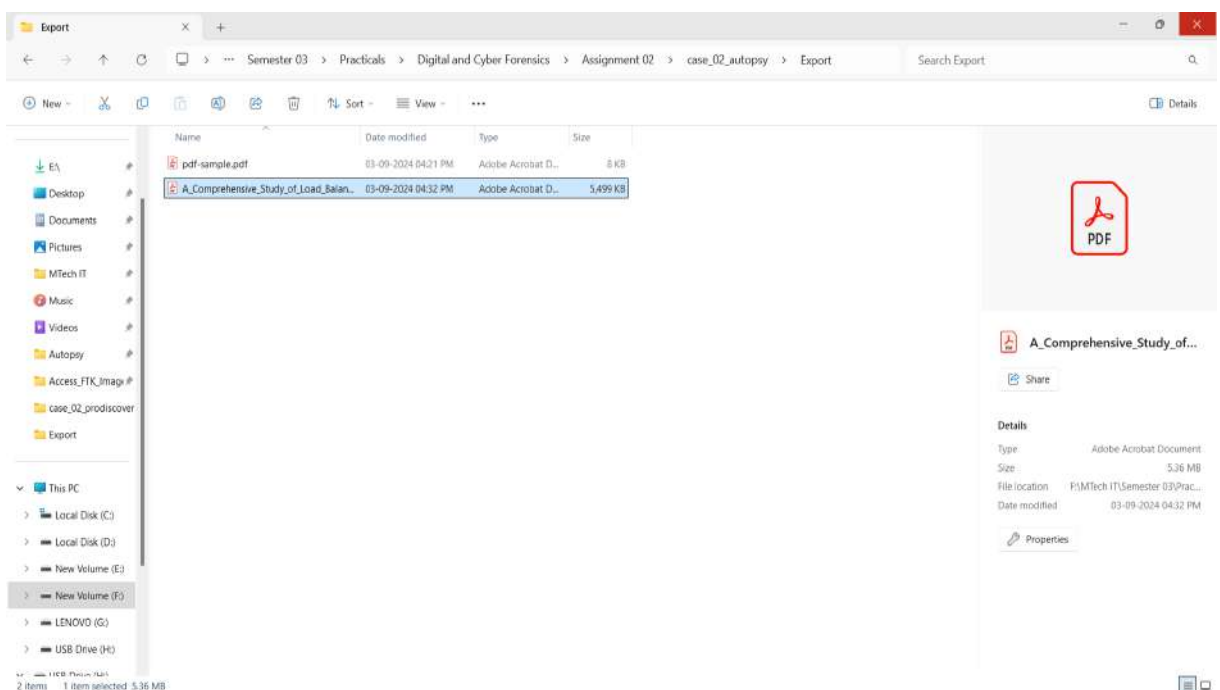 Export
Semester 03 > Practicals > Digital and Cyber Forensics > Assignment 02 > case_02_autopsy > Export
Search Export
New
Sort
View
Details
Name Date modified Type Size
pdf-sample.pdf 03-09-2024 04:21 PM Adobe Acrobat D... 8 KB
A_Comprehensive_Study_of_Load_Balan... 03-09-2024 04:32 PM Adobe Acrobat D... 5,499 KB
E:\
Desktop
Documents
Pictures
MTech IT
Music
Videos
Autopsy
Access_FTK_Image
case_02_prodiscover
Export
This PC
Local Disk (C:)
Local Disk (D:)
New Volume (E:)
New Volume (F:)
LENOVO (G:)
USB Drive (H:)
USB Drive (H:)
PDF
A_Comprehensive_Study_of...
Share
Details
Type Adobe Acrobat Document
Size 5.36 MB
File location F:\MTech IT\Semester 03\Prac...
Date modified 03-09-2024 04:32 PM
Properties
2 items 1 item selected 5.36 MB